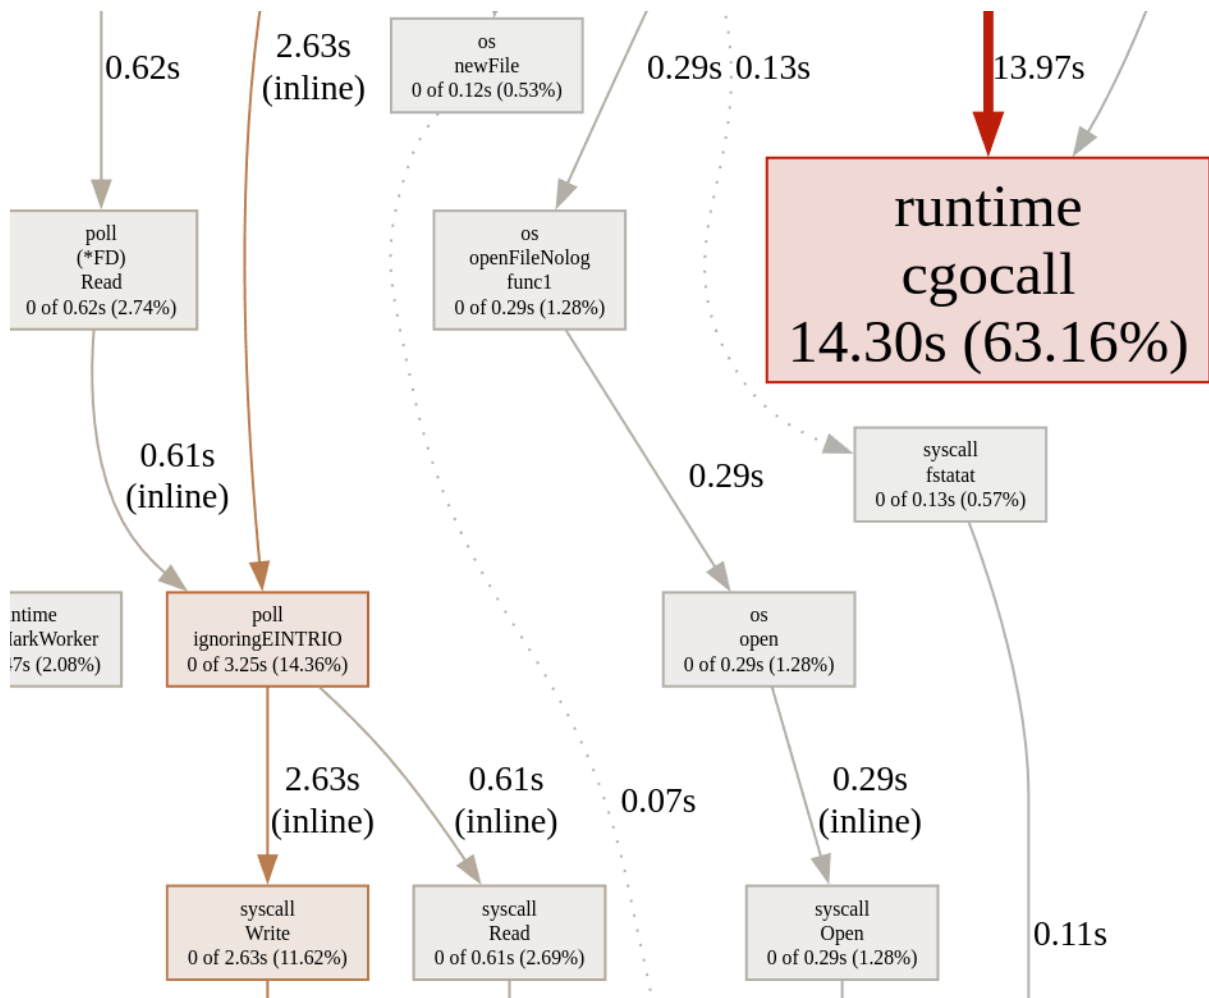 0.62s
2.63s
(inline)
os
newFile
0 of 0.12s (0.53%)
0.29s
0.13s
13.97s
runtime
cgocall
14.30s (63.16%)
poll
(*FD)
Read
0 of 0.62s (2.74%)
os
openFileNolog
func1
0 of 0.29s (1.28%)
0.61s
(inline)
0.29s
syscall
fstatat
0 of 0.13s (0.57%)
ntime
MarkWorker
47s (2.08%)
poll
ignoringEINTRIO
0 of 3.25s (14.36%)
os
open
0 of 0.29s (1.28%)
2.63s
(inline)
0.61s
(inline)
0.07s
0.29s
(inline)
syscall
Write
0 of 2.63s (11.62%)
syscall
Read
0 of 0.61s (2.69%)
syscall
Open
0 of 0.29s (1.28%)
0.11s